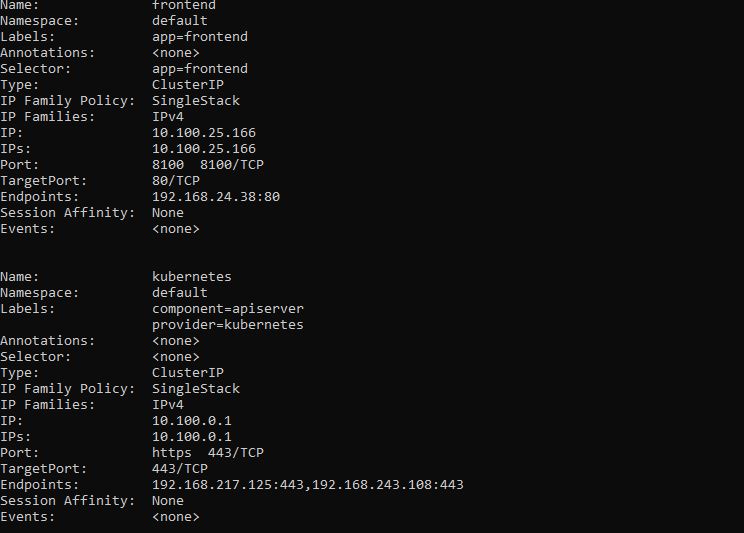 Name:              frontend
Namespace:         default
Labels:            app=frontend
Annotations:       <none>
Selector:          app=frontend
Type:              ClusterIP
IP Family Policy:  SingleStack
IP Families:       IPv4
IP:                10.100.25.166
IPs:               10.100.25.166
Port:              8100  8100/TCP
TargetPort:        80/TCP
Endpoints:         192.168.24.38:80
Session Affinity:  None
Events:            <none>
Name:              kubernetes
Namespace:         default
Labels:            component=apiserver
                   provider=kubernetes
Annotations:       <none>
Selector:          <none>
Type:              ClusterIP
IP Family Policy:  SingleStack
IP Families:       IPv4
IP:                10.100.0.1
IPs:               10.100.0.1
Port:              https  443/TCP
TargetPort:        443/TCP
Endpoints:         192.168.217.125:443,192.168.243.108:443
Session Affinity:  None
Events:            <none>